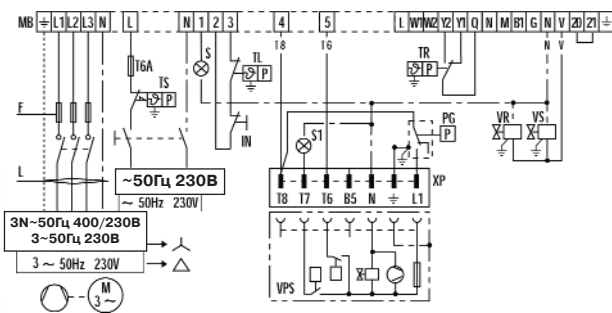 MB ⏚ L1 L2 L3 N L N 1 2 3 4 5 L W1 W2 Y2 Y1 Q N M B1 G N V 20 21 ⏚
T8 T6 N V
T6A S TL TR
TS P P P
F PG
IN S1 P VR VS
L
~50Гц 230В XP
~ 50Hz 230V T8 T7 T6 B5 N ⏚ L1
3N~50Гц 400/230В
3~50Гц 230В
3 ~ 50Hz 230V
VPS
M
3 ~